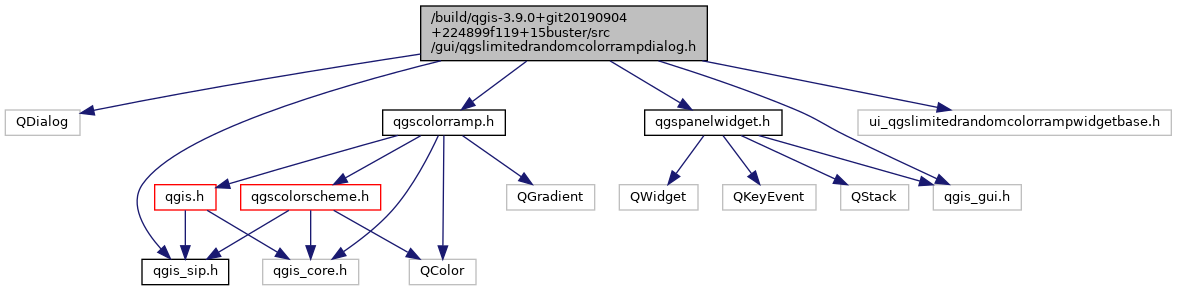 /build/qgis-3.9.0+git20190904
+224899f119+15buster/src
/gui/qgslimitedrandomcolorrampdialog.h
QDialog
qgscolorramp.h
qgspanelwidget.h
ui_qgslimitedrandomcolorrampwidgetbase.h
qgis.h
qgscolorscheme.h
QGradient
QWidget
QKeyEvent
QStack
qgis_gui.h
qgis_sip.h
qgis_core.h
QColor